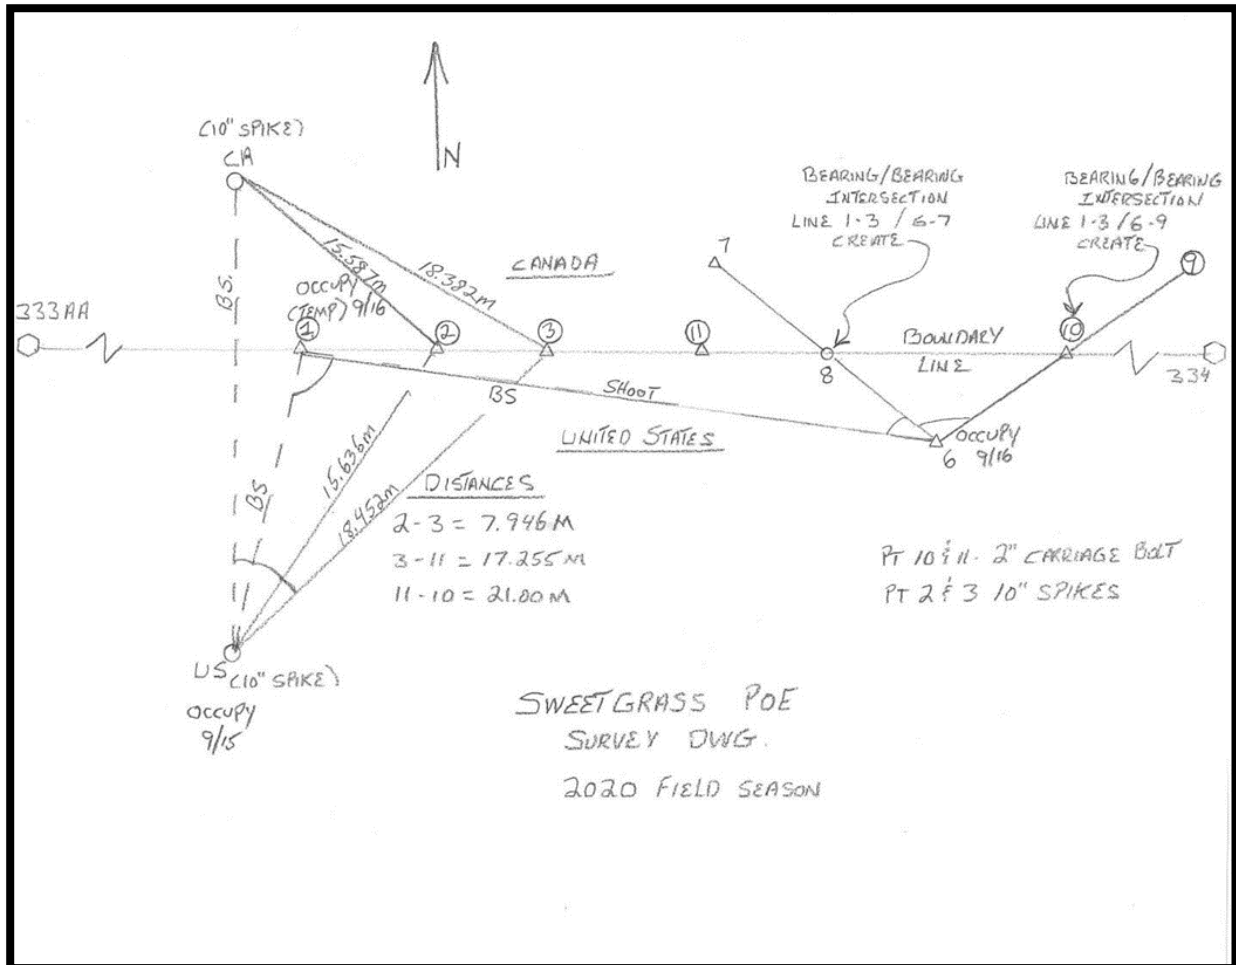 (10" SPIKE)
CA
N
BS.
15.587m
18.382m
OCCUPY
(TEMP) 9/16
CANADA
BEARING/BEARING
INTERSECTION
LINE 1-3 / 6-7
CREATE
BEARING/BEARING
INTERSECTION
LINE 1-3 / 6-9
CREATE
7
9
333AA
1
2
3
11
8
BOUNDARY
LINE
10
334
BS
SHOOT
UNITED STATES
OCCUPY
9/16
6
BS
15.636m
18.452m
DISTANCES
2-3 = 7.946 M
3-11 = 17.255 M
11-10 = 21.00 M
PT 10 & 11 - 2" CARRIAGE BOLT
PT 2 & 3 10" SPIKES
US (10" SPIKE)
OCCUPY
9/15
SWEETGRASS POE
SURVEY DWG.
2020 FIELD SEASON